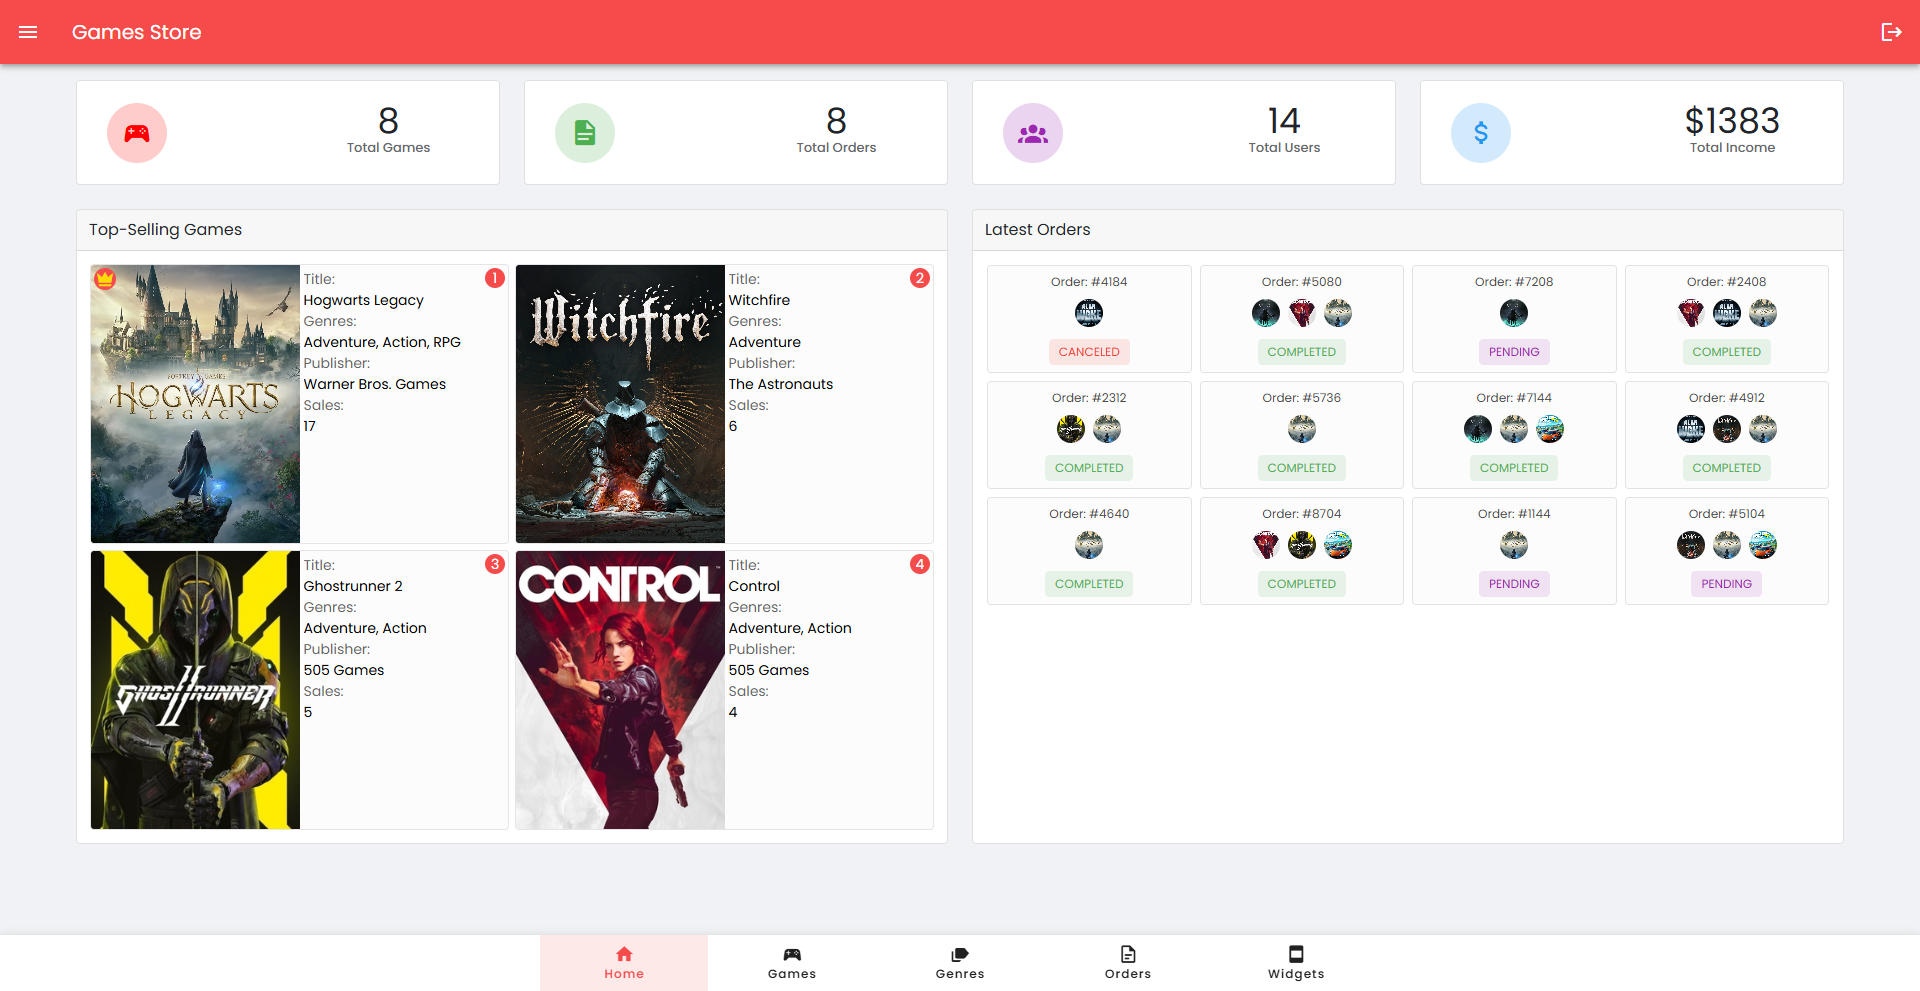 Games Store
8
Total Games
8
Total Orders
14
Total Users
$1383
Total Income
Top-Selling Games
HOGWARTS
LEGACY
Title:
1
Hogwarts Legacy
Genres:
Adventure, Action, RPG
Publisher:
Warner Bros. Games
Sales:
17
Witchfire
Title:
2
Witchfire
Genres:
Adventure
Publisher:
The Astronauts
Sales:
6
GHOSTRUNNER
II
Title:
3
Ghostrunner 2
Genres:
Adventure, Action
Publisher:
505 Games
Sales:
5
CONTROL
Title:
4
Control
Genres:
Adventure, Action
Publisher:
505 Games
Sales:
4
Latest Orders
Order: #4184
CANCELED
Order: #5080
COMPLETED
Order: #7208
PENDING
Order: #2408
COMPLETED
Order: #2312
COMPLETED
Order: #5736
COMPLETED
Order: #7144
COMPLETED
Order: #4912
COMPLETED
Order: #4640
COMPLETED
Order: #8704
COMPLETED
Order: #1144
PENDING
Order: #5104
PENDING
Home
Games
Genres
Orders
Widgets